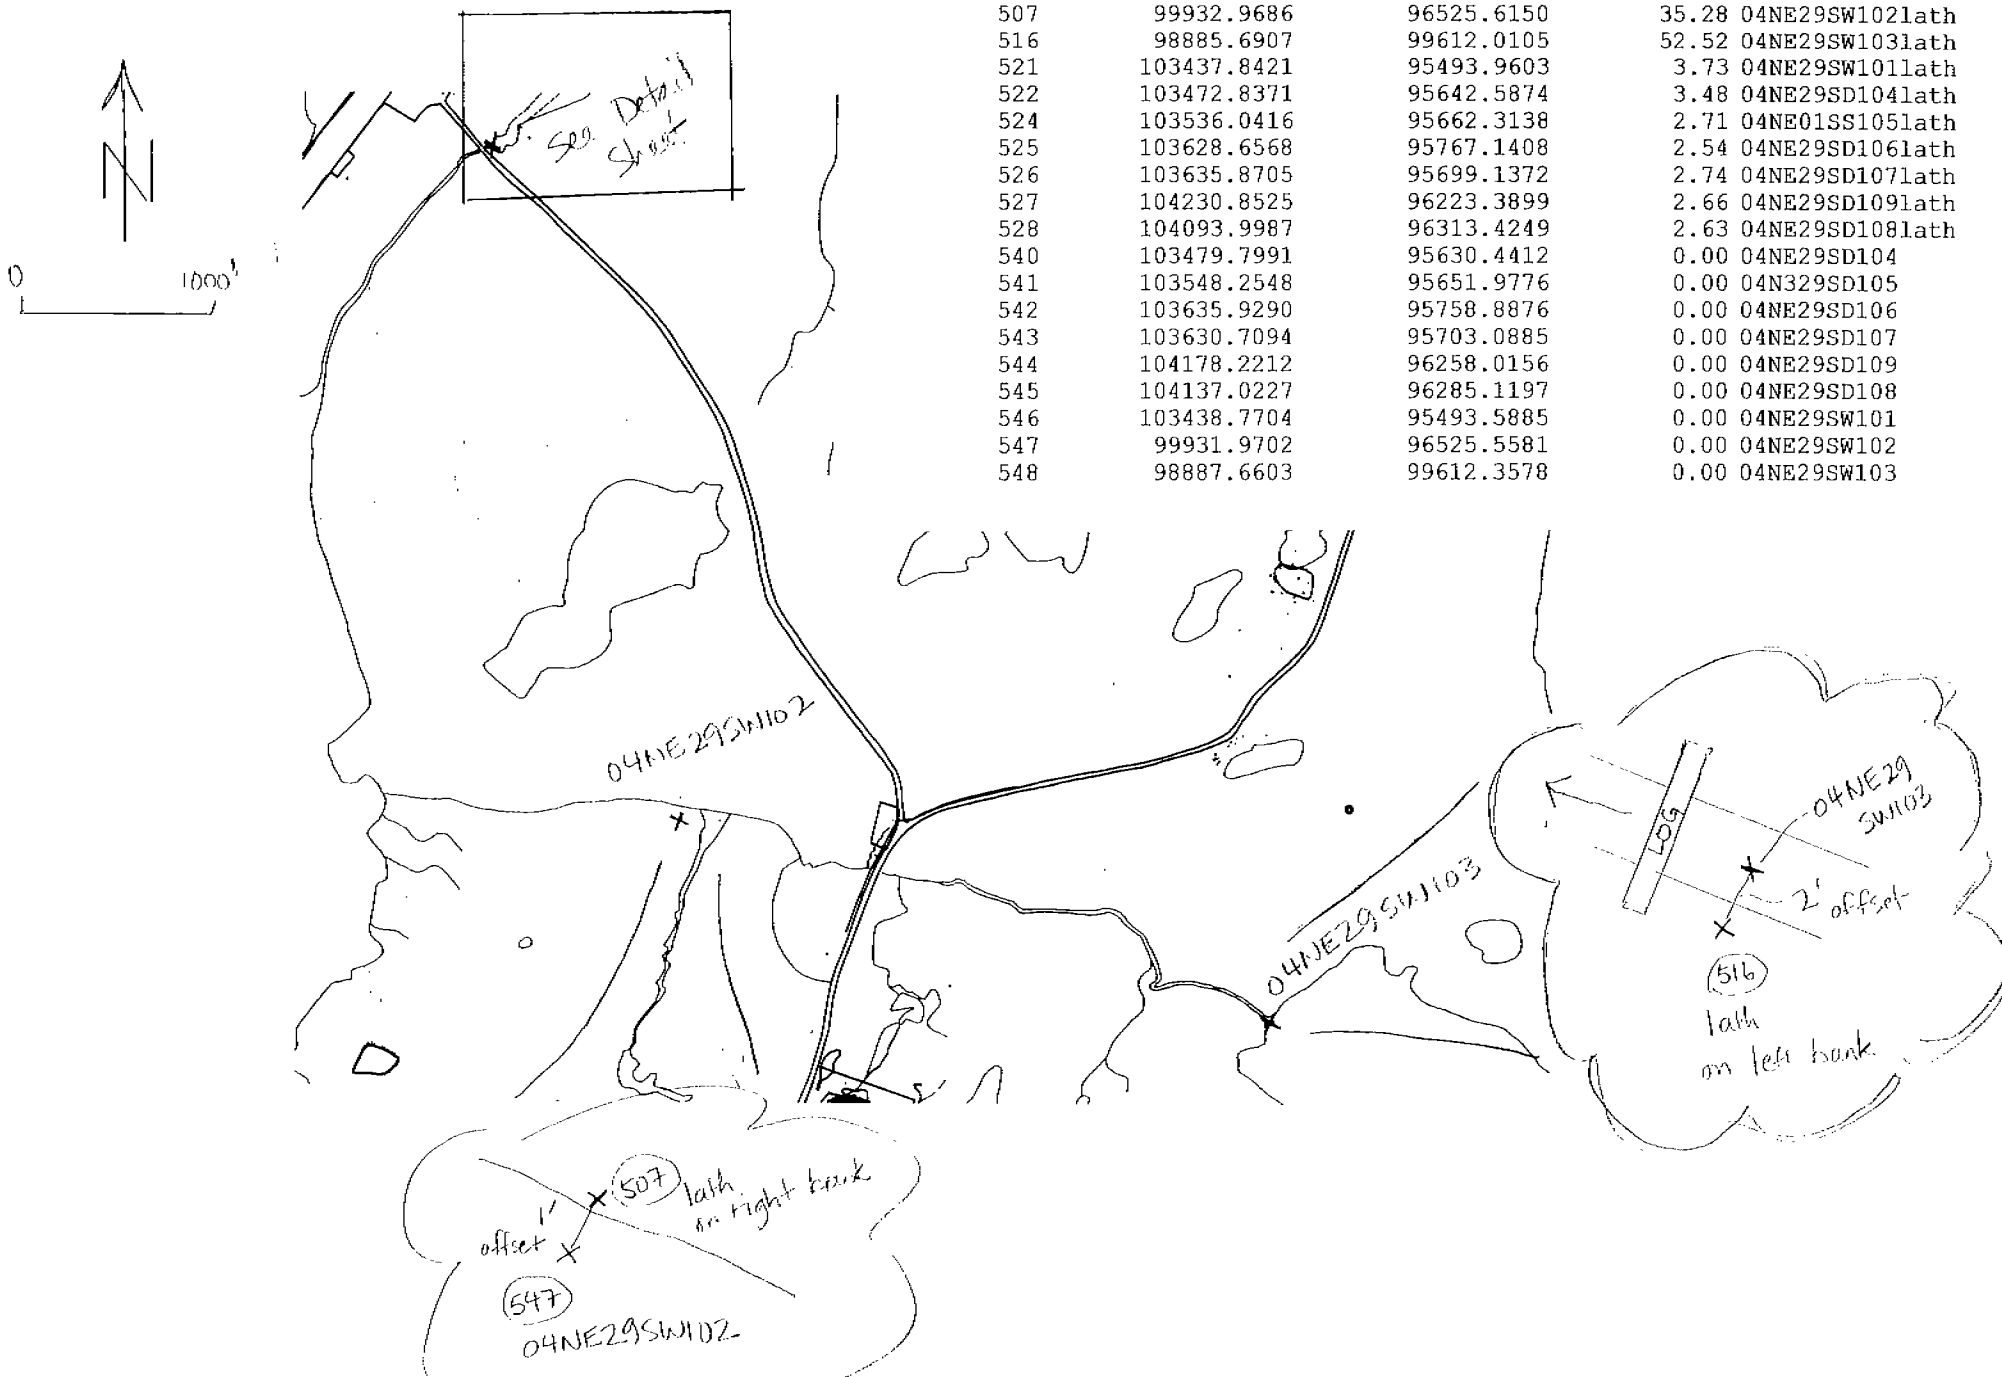 507 99932.9686 96525.6150 35.28 04NE29SW102lath
516 98885.6907 99612.0105 52.52 04NE29SW103lath
521 103437.8421 95493.9603 3.73 04NE29SW101lath
522 103472.8371 95642.5874 3.48 04NE29SD104lath
524 103536.0416 95662.3138 2.71 04NE01SS105lath
525 103628.6568 95767.1408 2.54 04NE29SD106lath
526 103635.8705 95699.1372 2.74 04NE29SD107lath
527 104230.8525 96223.3899 2.66 04NE29SD109lath
528 104093.9987 96313.4249 2.63 04NE29SD108lath
540 103479.7991 95630.4412 0.00 04NE29SD104
541 103548.2548 95651.9776 0.00 04N329SD105
542 103635.9290 95758.8876 0.00 04NE29SD106
543 103630.7094 95703.0885 0.00 04NE29SD107
544 104178.2212 96258.0156 0.00 04NE29SD109
545 104137.0227 96285.1197 0.00 04NE29SD108
546 103438.7704 95493.5885 0.00 04NE29SW101
547 99931.9702 96525.5581 0.00 04NE29SW102
548 98887.6603 99612.3578 0.00 04NE29SW103
See Detail
Sheet
N
0 1000'
04NE29SW102
04NE29SW103
LOG
04NE29
SW103
2' offset
516
lath
on left bank
507 lath
on right bank
1'
offset
547
04NE29SW102